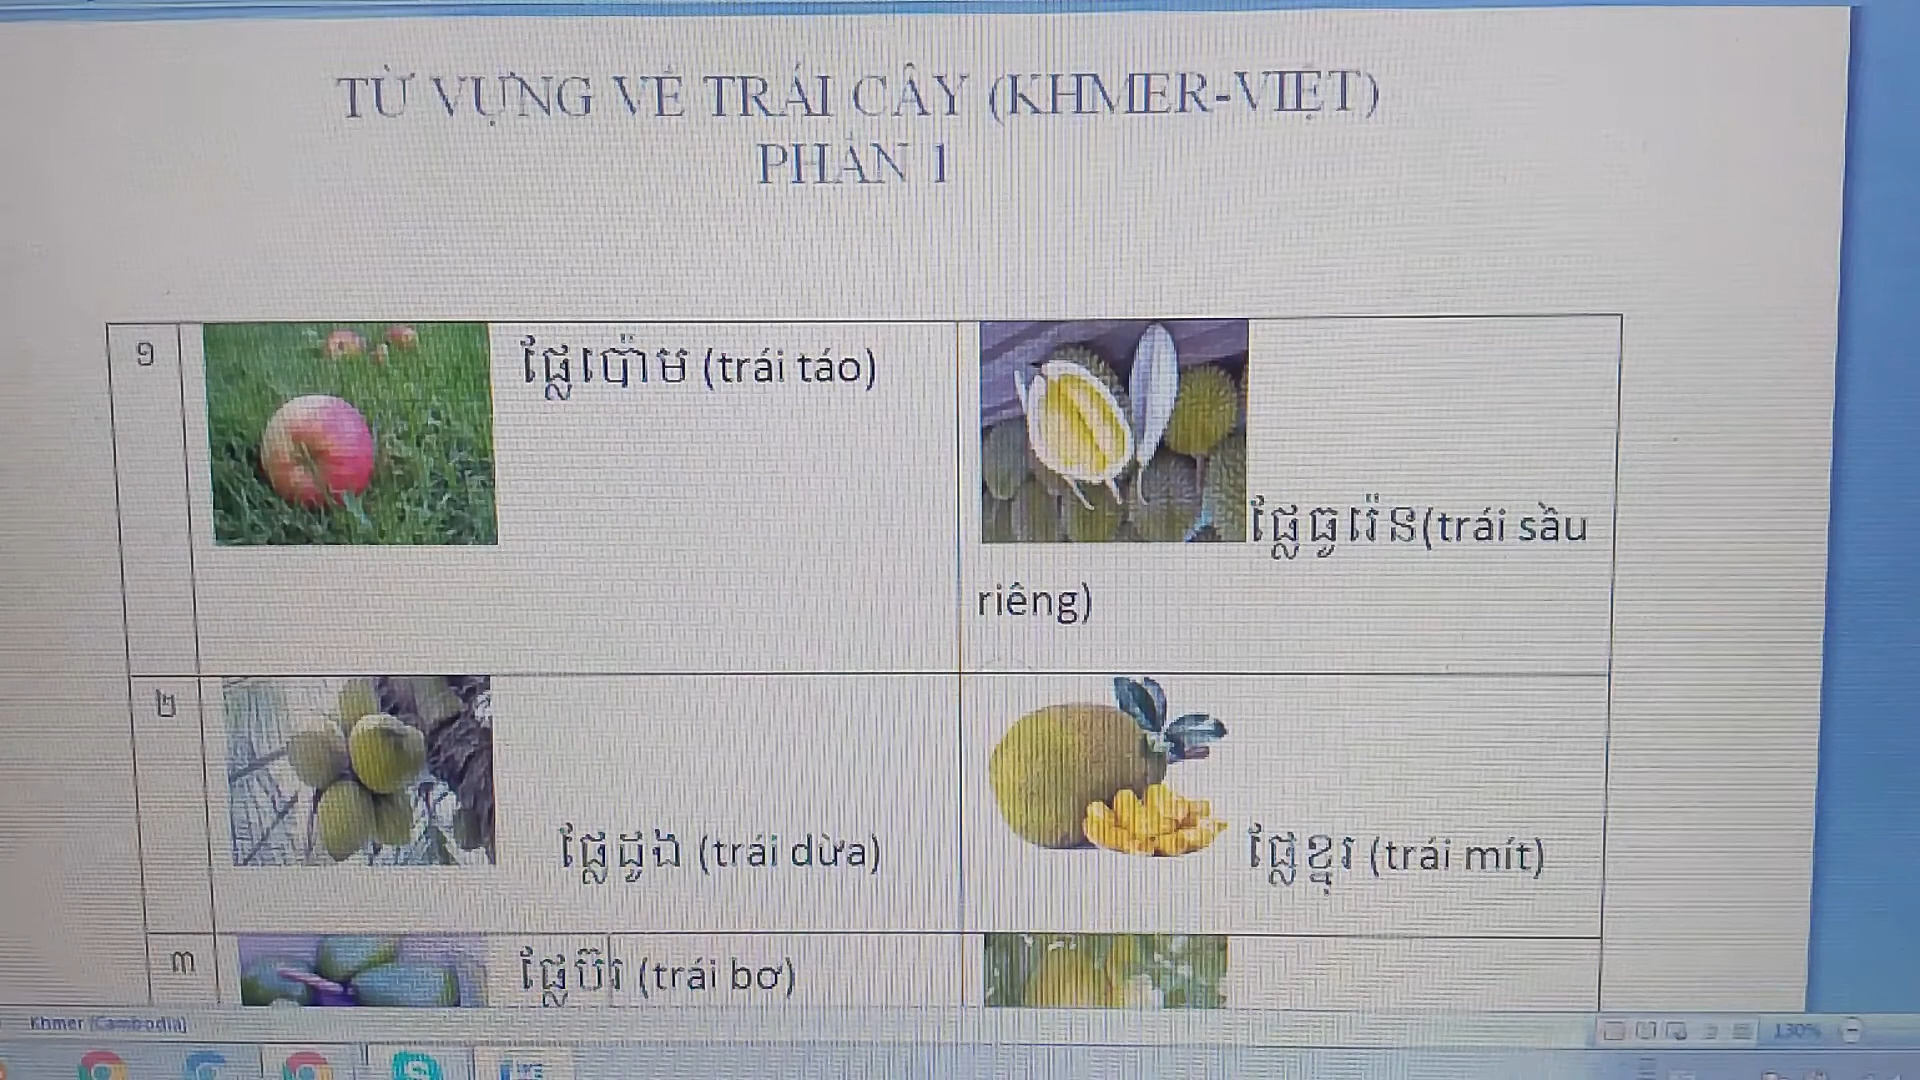 TỪ VỰNG VỀ TRÁI CÂY (KHMER-VIỆT)
PHẦN 1
១
ផ្លែប៉ោម (trái táo)
ផ្លែធូរ៉េន(trái sầu
riêng)
២
ផ្លែដូង (trái dừa)
ផ្លែខ្នុរ (trái mít)
៣
ផ្លែប៊ឺរ (trái bơ)
Khmer (Cambodia)
130%